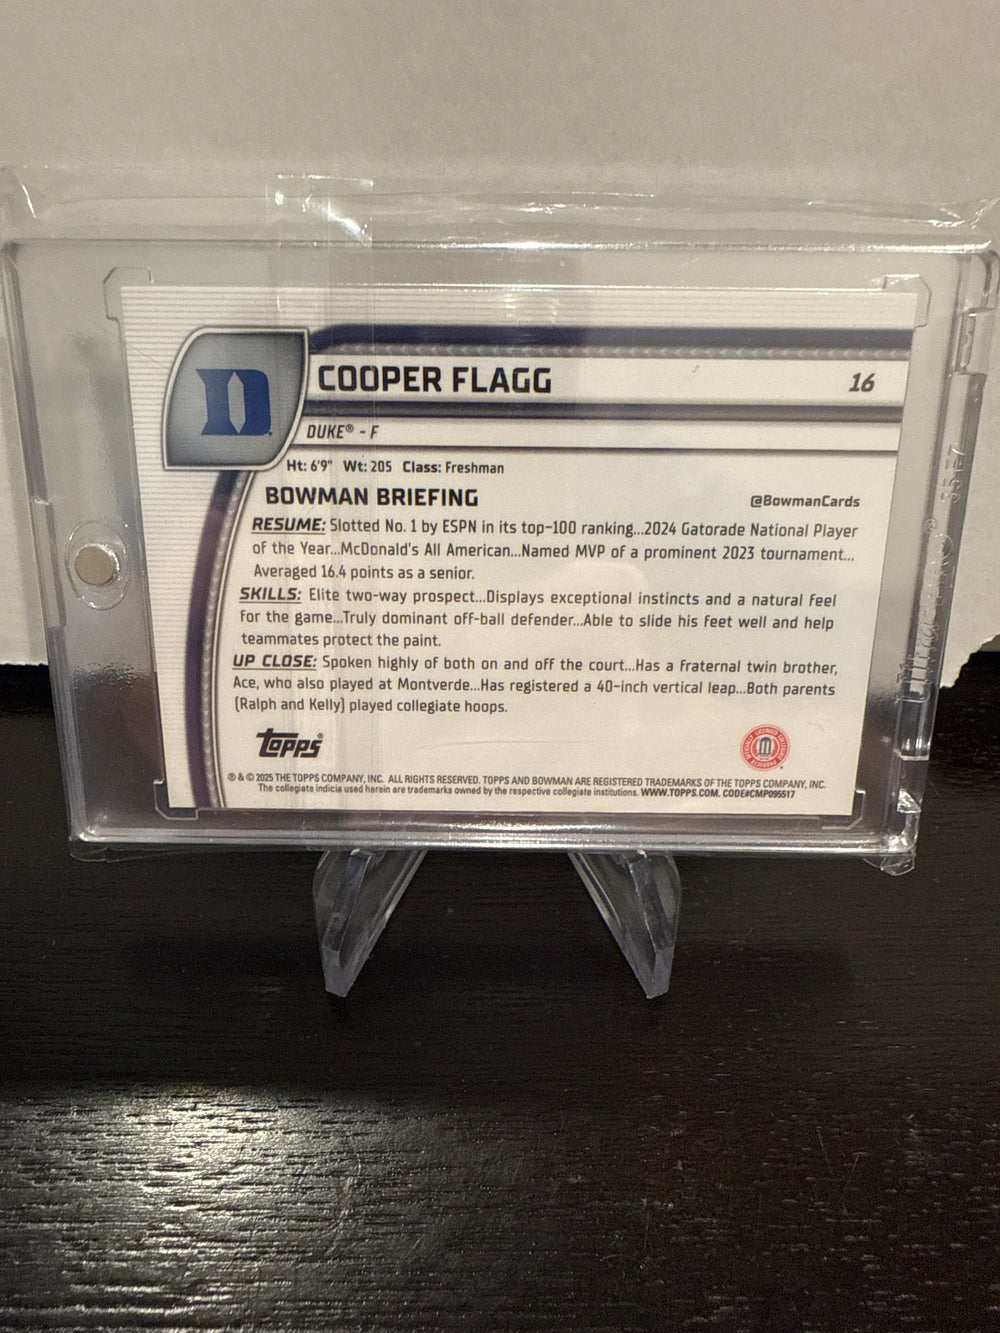 D
COOPER FLAGG
16
DUKE® - F
Ht: 6'9" Wt: 205 Class: Freshman
BOWMAN BRIEFING
@BowmanCards
RESUME: Slotted No. 1 by ESPN in its top-100 ranking...2024 Gatorade National Player
of the Year...McDonald's All American...Named MVP of a prominent 2023 tournament...
Averaged 16.4 points as a senior.
SKILLS: Elite two-way prospect...Displays exceptional instincts and a natural feel
for the game...Truly dominant off-ball defender...Able to slide his feet well and help
teammates protect the paint.
UP CLOSE: Spoken highly of both on and off the court...Has a fraternal twin brother,
Ace, who also played at Montverde...Has registered a 40-inch vertical leap...Both parents
(Ralph and Kelly) played collegiate hoops.
Topps®
® & © 2025 THE TOPPS COMPANY, INC. ALL RIGHTS RESERVED. TOPPS AND BOWMAN ARE REGISTERED TRADEMARKS OF THE TOPPS COMPANY, INC.
The collegiate indicia used herein are trademarks owned by the respective collegiate institutions. WWW.TOPPS.COM. CODE#CMP095517